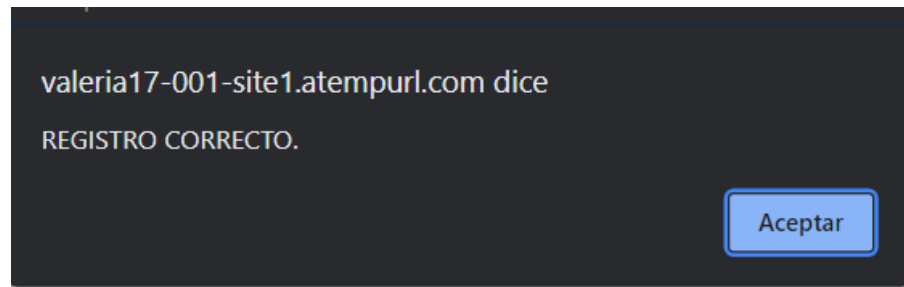 valeria17-001-site1.atempurl.com dice
REGISTRO CORRECTO.
Aceptar